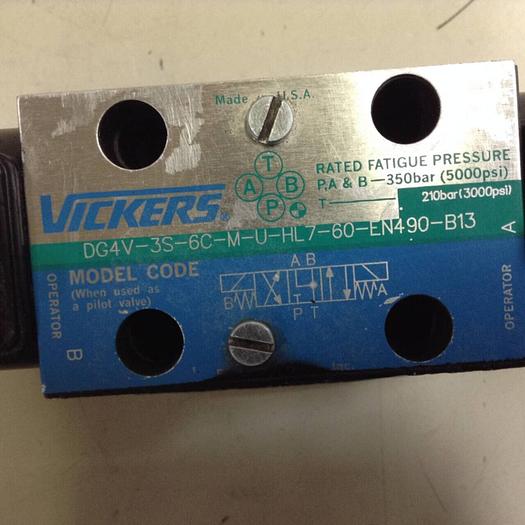 Made U.S.A.
T
A B
P
RATED FATIGUE PRESSURE
P.A & B—350bar (5000psi)
T 210bar(3000psi)
VICKERS
DG4V-3S-6C-M-U-HL7-60-EN490-B13
MODEL CODE
(When used as
a pilot valve)
A B
B A
T
P T
OPERATOR B
OPERATOR A
Inc.